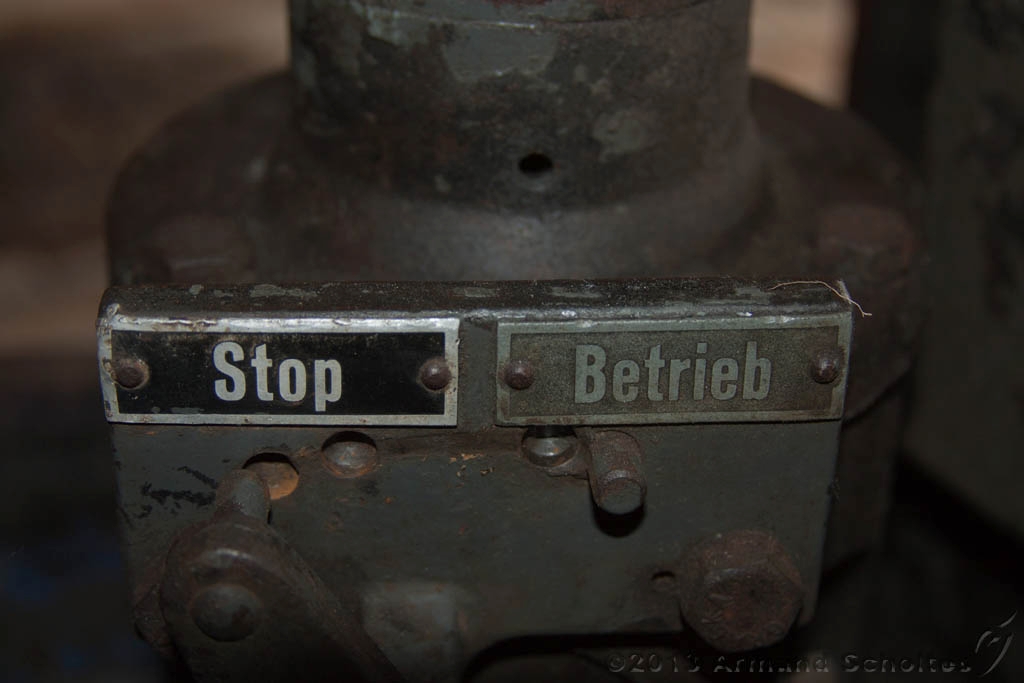 Stop Betrieb
©2013 Armand Scholtes